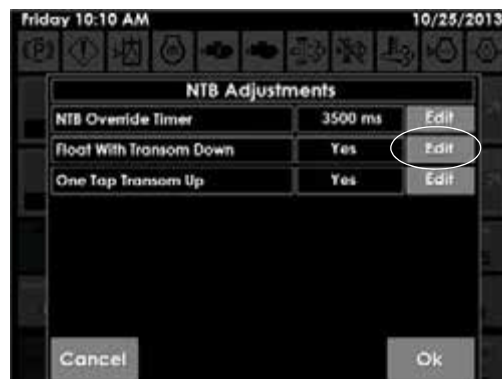 Friday 10:10 AM 10/25/2013
(P)
NTB Adjustments
NTB Override Timer 3500 ms Edit
Float With Transom Down Yes Edit
One Tap Transom Up Yes Edit
Cancel Ok